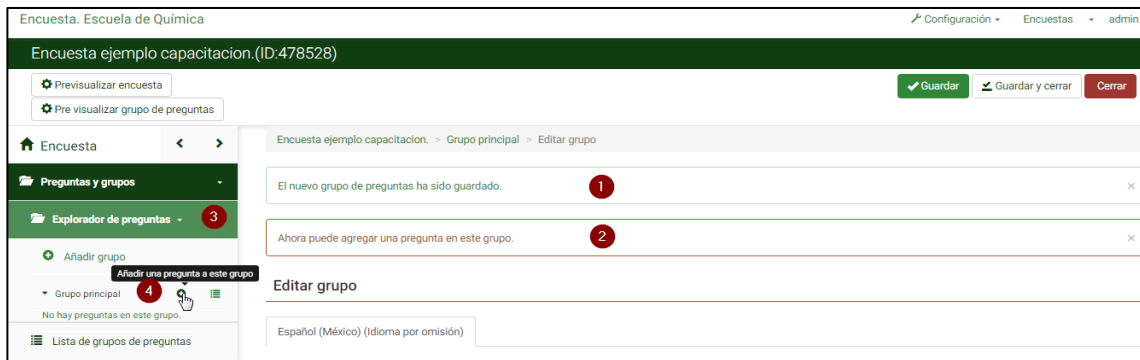 Encuesta. Escuela de Química
Configuración
Encuestas
admin
Encuesta ejemplo capacitacion.(ID:478528)
Previsualizar encuesta
Pre visualizar grupo de preguntas
Guardar
Guardar y cerrar
Cerrar
Encuesta
Encuesta ejemplo capacitacion. > Grupo principal > Editar grupo
Preguntas y grupos
El nuevo grupo de preguntas ha sido guardado.
1
×
Explorador de preguntas
3
Ahora puede agregar una pregunta en este grupo.
2
×
Añadir grupo
Añadir una pregunta a este grupo
Grupo principal
4
No hay preguntas en este grupo.
Lista de grupos de preguntas
Editar grupo
Español (México) (Idioma por omisión)